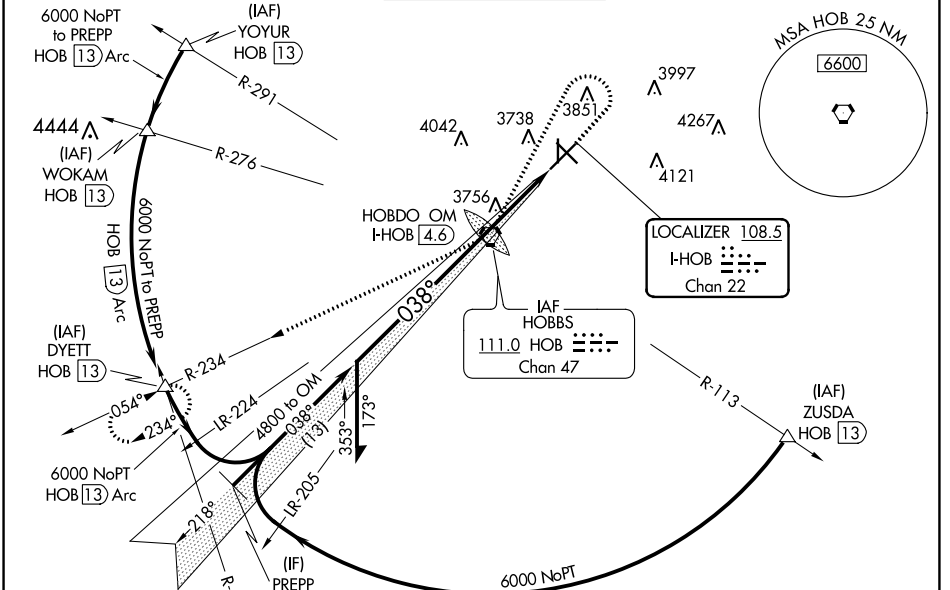 6000 NoPT
to PREPP
HOB 13 Arc
(IAF)
YOYUR
HOB 13
R-291
4444
(IAF)
WOKAM
HOB 13
R-276
6000 NoPT to PREPP
HOB 13 Arc
4042
3738
3851
3997
4267
4121
3756
MSA HOB 25 NM
6600
HOBDO OM
I-HOB 4.6
LOCALIZER 108.5
I-HOB
Chan 22
IAF
HOBBS
111.0 HOB
Chan 47
038°
(IAF)
DYETT
HOB 13
R-234
LR-224
054°
234°
4800 to OM
038°
(13)
353°
173°
6000 NoPT
HOB 13 Arc
218°
LR-205
R-
(IF)
PREPP
R-113
(IAF)
ZUSDA
HOB 13
6000 NoPT